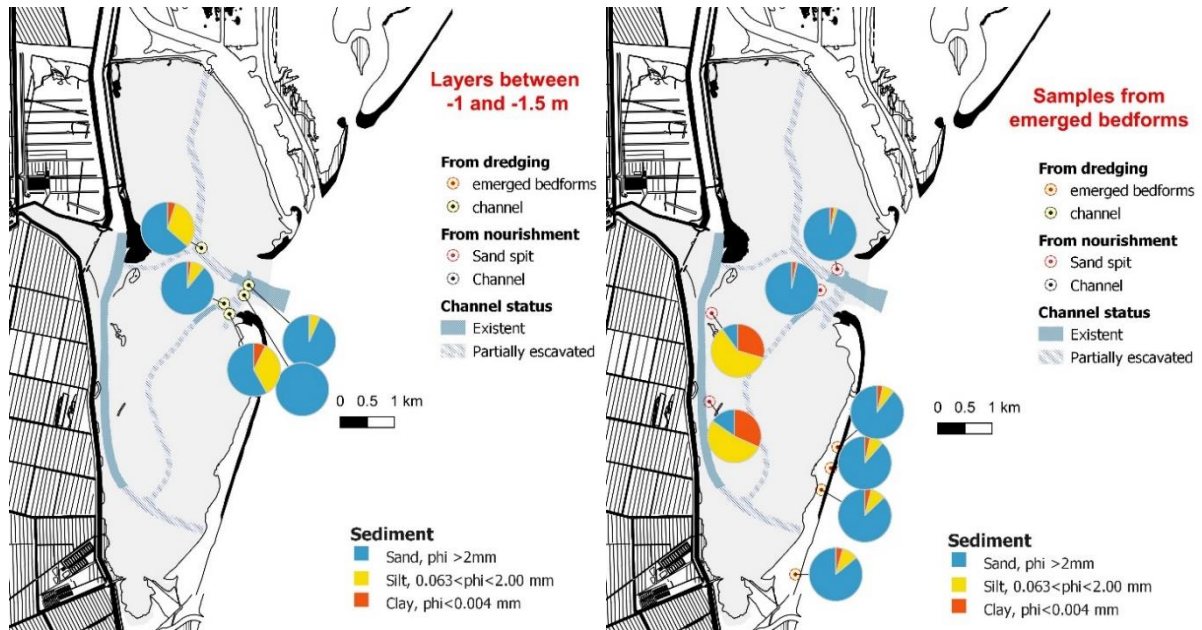 Layers between
-1 and -1.5 m
From dredging
emerged bedforms
channel
From nourishment
Sand spit
Channel
Channel status
Existent
Partially escavated
0 0.5 1 km
Sediment
Sand, phi >2mm
Silt, 0.063<phi<2.00 mm
Clay, phi<0.004 mm
Samples from
emerged bedforms
From dredging
emerged bedforms
channel
From nourishment
Sand spit
Channel
Channel status
Existent
Partially escavated
0 0.5 1 km
Sediment
Sand, phi >2mm
Silt, 0.063<phi<2.00 mm
Clay, phi<0.004 mm